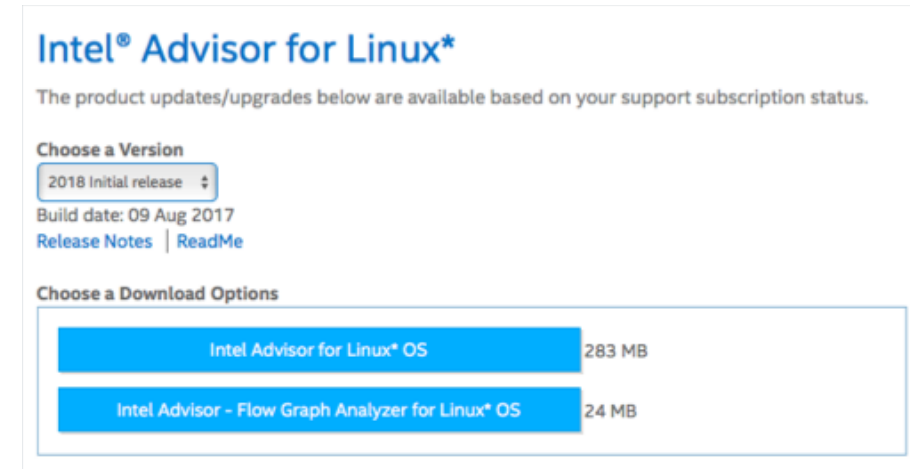 Intel® Advisor for Linux*
The product updates/upgrades below are available based on your support subscription status.
Choose a Version
2018 Initial release
Build date: 09 Aug 2017
Release Notes | ReadMe
Choose a Download Options
Intel Advisor for Linux* OS 283 MB
Intel Advisor - Flow Graph Analyzer for Linux* OS 24 MB